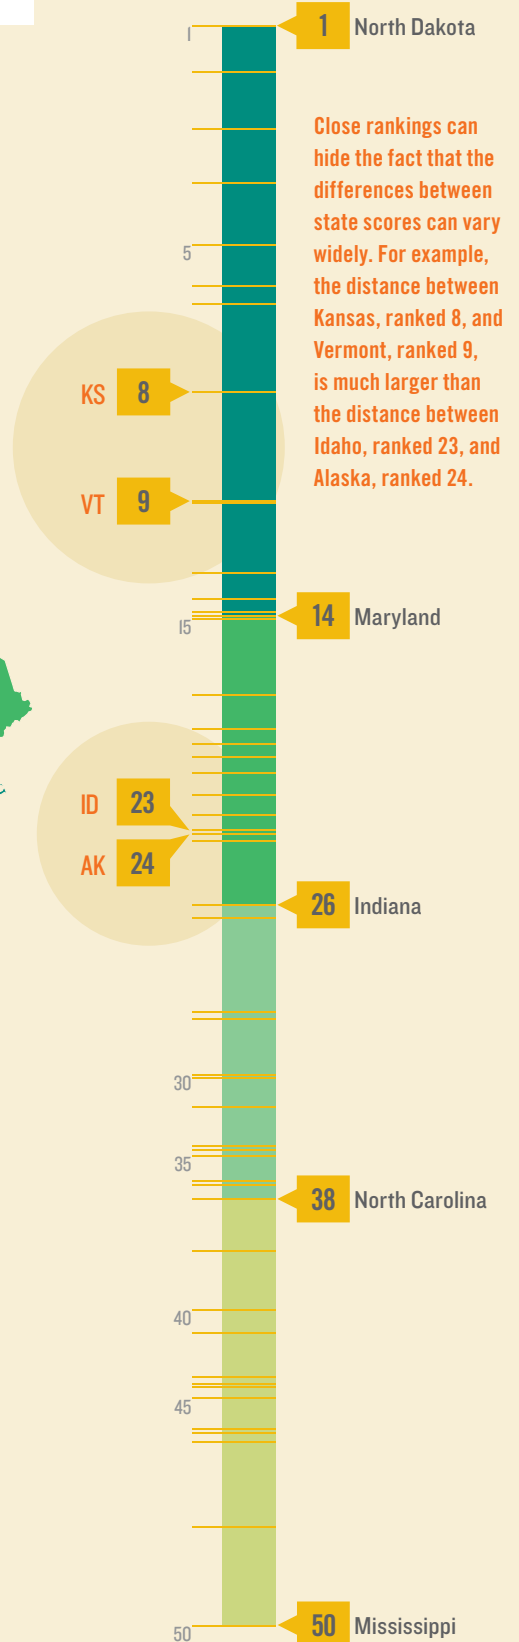 1
1 North Dakota
Close rankings can
hide the fact that the
differences between
state scores can vary
widely. For example,
the distance between
Kansas, ranked 8, and
Vermont, ranked 9,
is much larger than
the distance between
Idaho, ranked 23, and
Alaska, ranked 24.
5
KS 8
VT 9
14 Maryland
15
ID 23
AK 24
26 Indiana
30
35
38 North Carolina
40
45
50 Mississippi
50